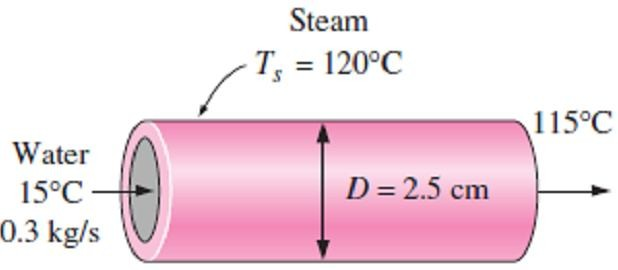 Steam
Tₛ = 120°C
115°C
Water
15°C
0.3 kg/s
D = 2.5 cm